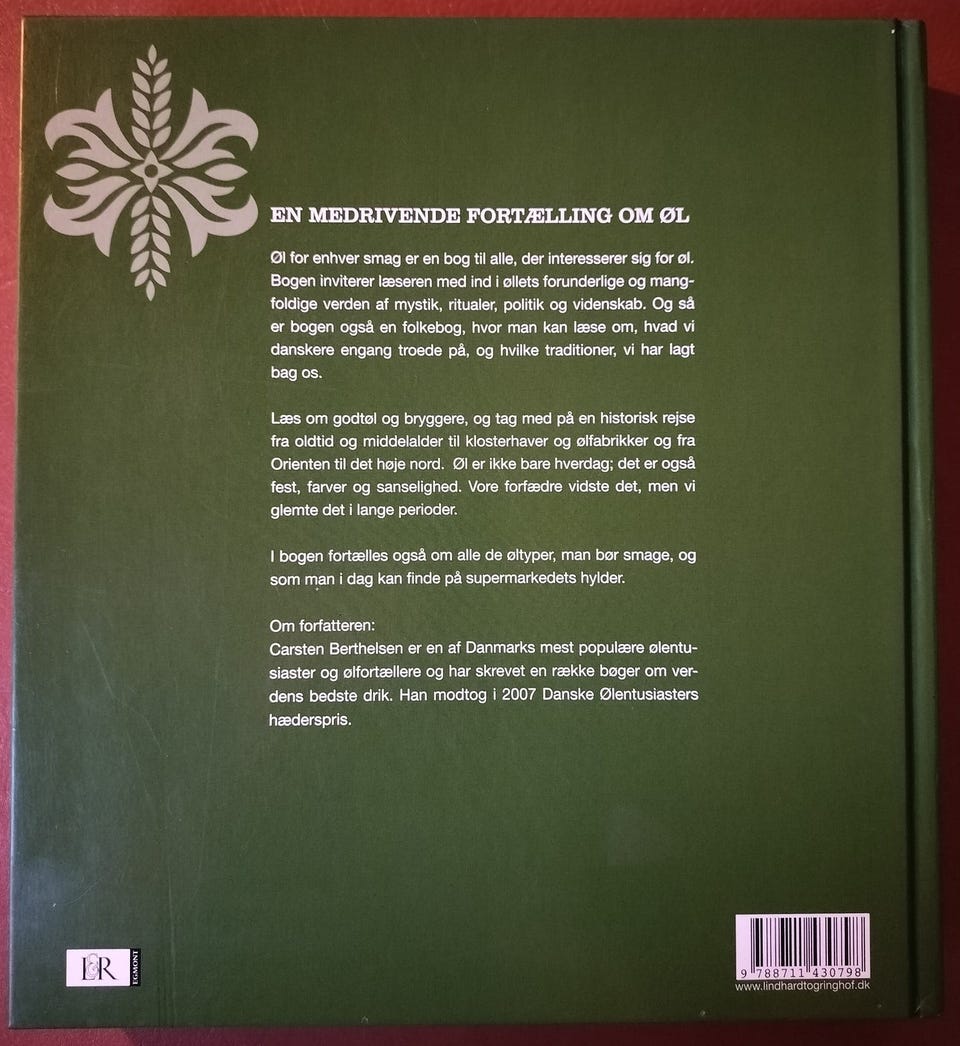 EN MEDRIVENDE FORTÆLLING OM ØL
Øl for enhver smag er en bog til alle, der interesserer sig for øl.
Bogen inviterer læseren med ind i øllets forunderlige og mang-
foldige verden af mystik, ritualer, politik og videnskab. Og så
er bogen også en folkebog, hvor man kan læse om, hvad vi
danskere engang troede på, og hvilke traditioner, vi har lagt
bag os.
Læs om godtøl og bryggere, og tag med på en historisk rejse
fra oldtid og middelalder til klosterhaver og ølfabrikker og fra
Orienten til det høje nord. Øl er ikke bare hverdag; det er også
fest, farver og sanselighed. Vore forfædre vidste det, men vi
glemte det i lange perioder.
I bogen fortælles også om alle de øltyper, man bør smage, og
som man i dag kan finde på supermarkedets hylder.
Om forfatteren:
Carsten Berthelsen er en af Danmarks mest populære ølentu-
siaster og ølfortællere og har skrevet en række bøger om ver-
dens bedste drik. Han modtog i 2007 Danske Ølentusiasters
hæderspris.
L&R
EGMONT
9 788711 430798
www.lindhardtogringhof.dk